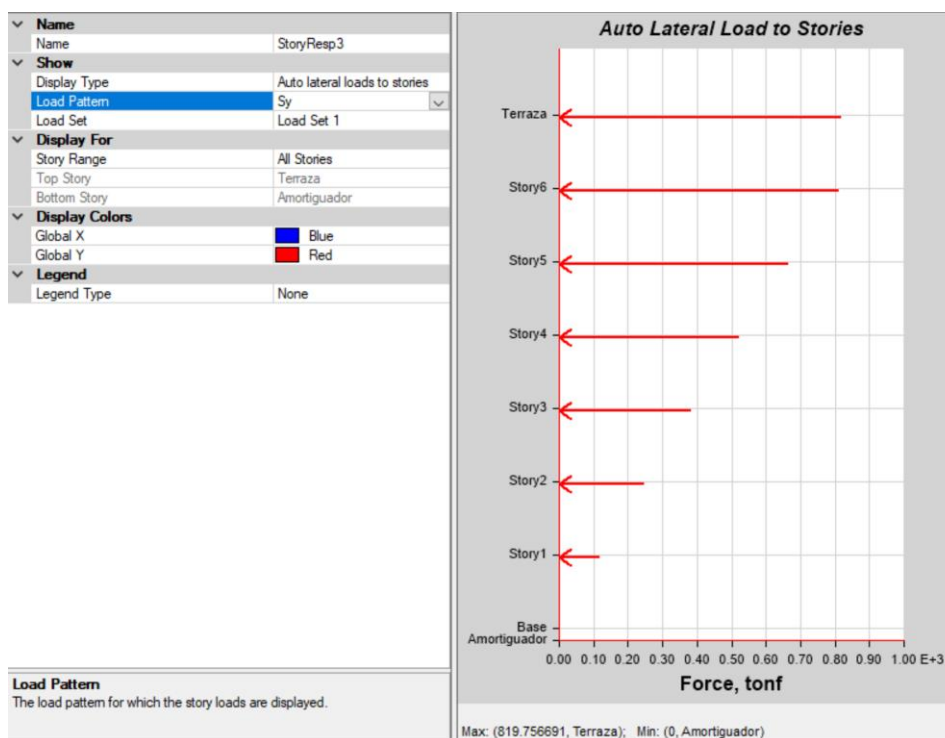 Name
Name StoryResp3
Show
Display Type Auto lateral loads to stories
Load Pattern Sy
Load Set Load Set 1
Display For
Story Range All Stories
Top Story Terraza
Bottom Story Amortiguador
Display Colors
Global X Blue
Global Y Red
Legend
Legend Type None
Load Pattern
The load pattern for which the story loads are displayed.
Auto Lateral Load to Stories
Terraza
Story6
Story5
Story4
Story3
Story2
Story1
Base
Amortiguador
0.00 0.10 0.20 0.30 0.40 0.50 0.60 0.70 0.80 0.90 1.00 E+3
Force, tonf
Max: (819.756691, Terraza); Min: (0, Amortiguador)